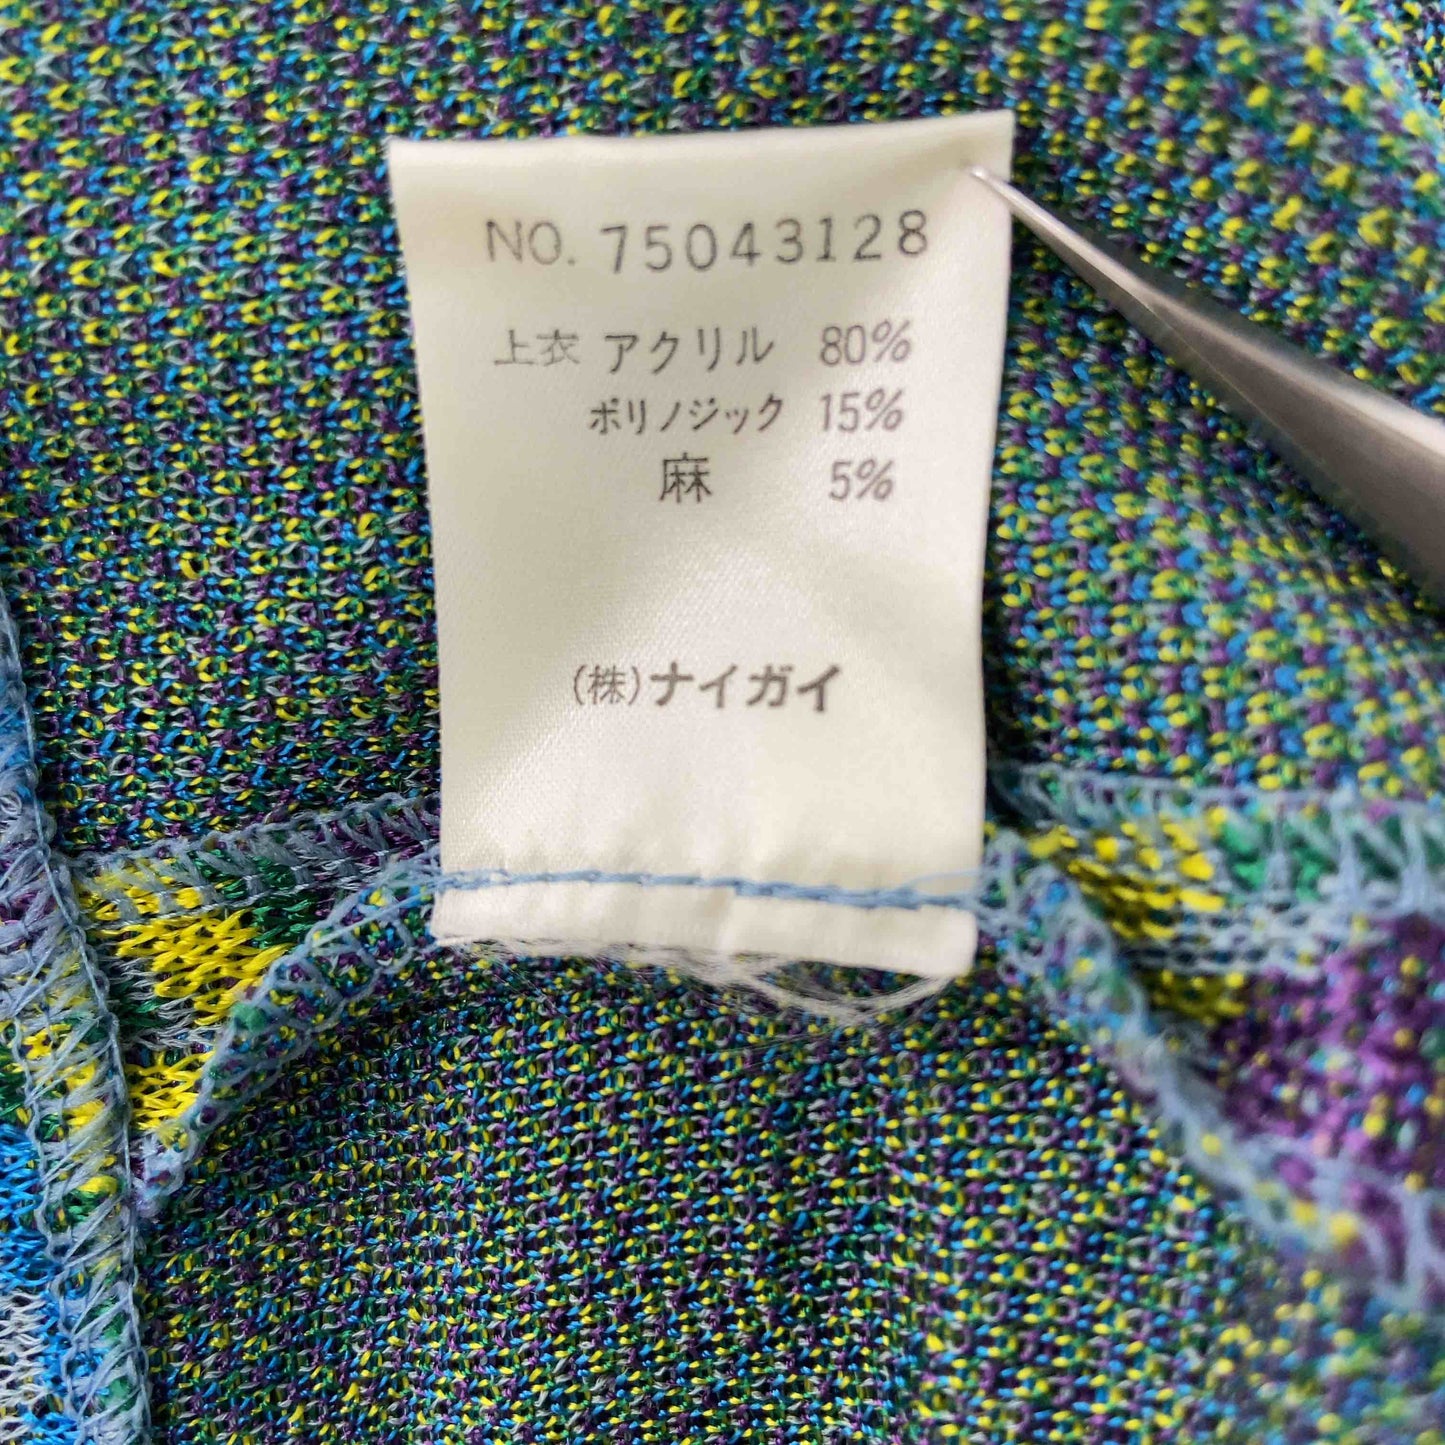 NO. 75043128
上衣 アクリル 80%
ポリノジック 15%
麻 5%
(株)ナイガイ